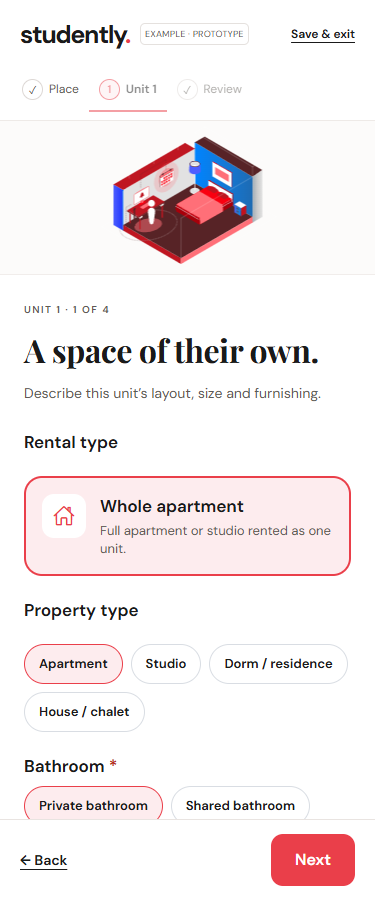 studently.
EXAMPLE · PROTOTYPE
Save & exit
✓ Place
1 Unit 1
✓ Review
UNIT 1 · 1 OF 4
A space of their own.
Describe this unit’s layout, size and furnishing.
Rental type
Whole apartment
Full apartment or studio rented as one
unit.
Property type
Apartment
Studio
Dorm / residence
House / chalet
Bathroom *
Private bathroom
Shared bathroom
← Back
Next